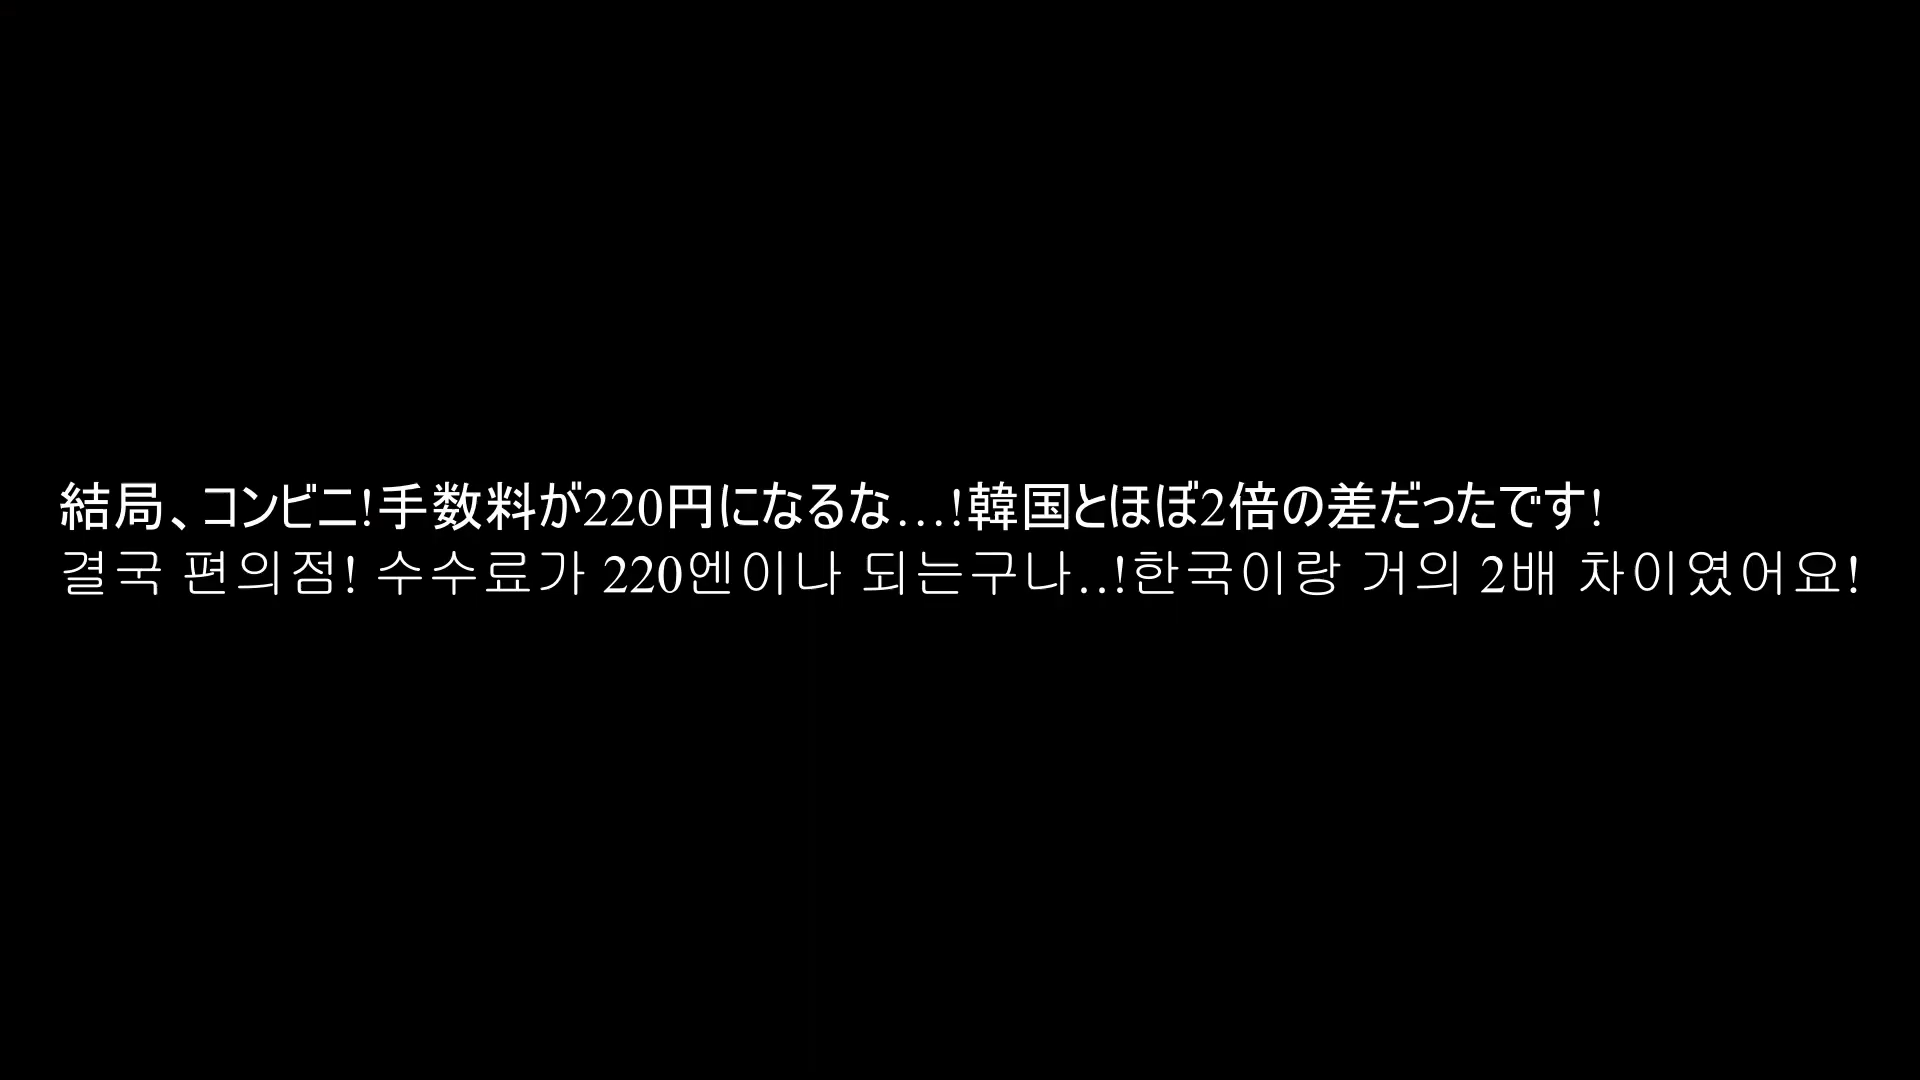 結局、コンビニ!手数料が220円になるな…!韓国とほぼ2倍の差だったです!
결국 편의점! 수수료가 220엔이나 되는구나..!한국이랑 거의 2배 차이였어요!